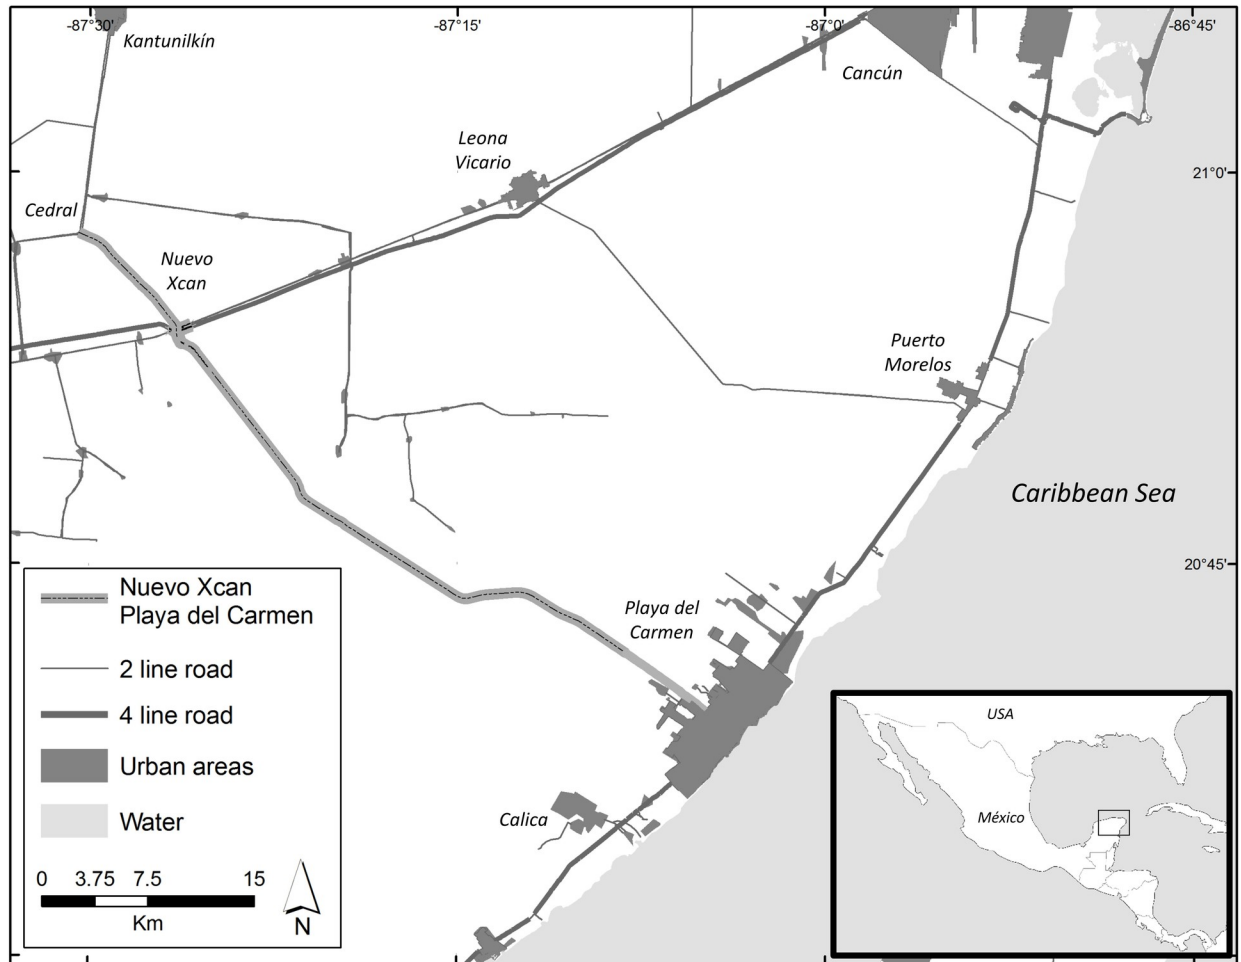 -87°30'
-87°15'
-87°0'
-86°45'
Kantunilkín
Cancún
Leona
Vicario
21°0'
Cedral
Nuevo
Xcan
Puerto
Morelos
Caribbean Sea
20°45'
Nuevo Xcan
Playa del Carmen
2 line road
4 line road
Urban areas
Water
0 3.75 7.5 15
Km
N
Playa del
Carmen
Calica
USA
México